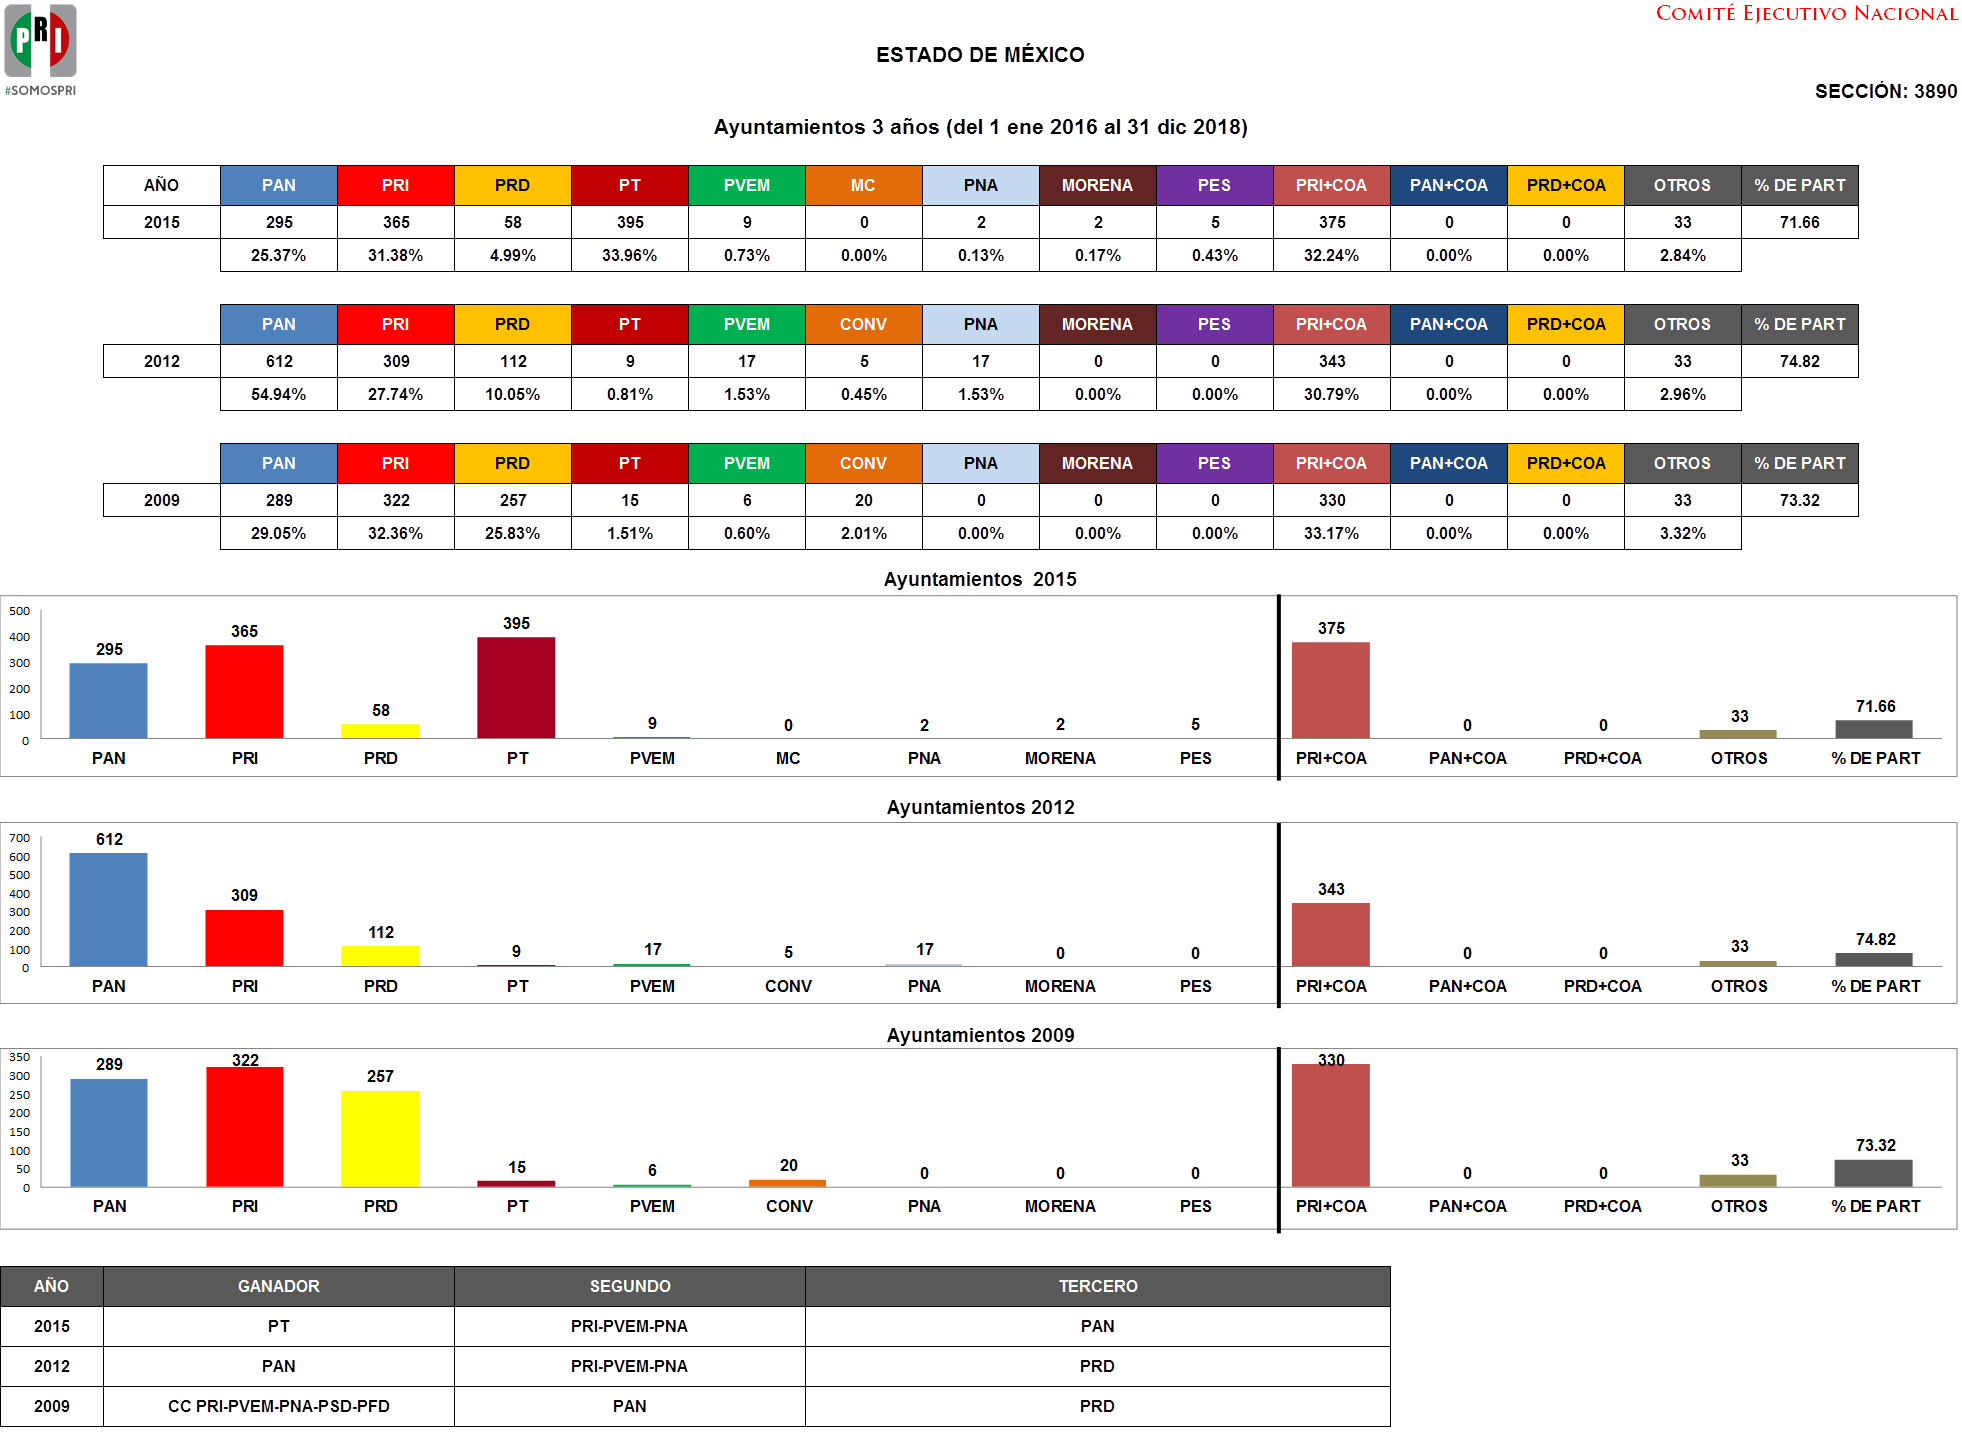 PRI
#SOMOSPRI
COMITÉ EJECUTIVO NACIONAL
ESTADO DE MÉXICO
SECCIÓN: 3890
Ayuntamientos 3 años (del 1 ene 2016 al 31 dic 2018)
AÑO PAN PRI PRD PT PVEM MC PNA MORENA PES PRI+COA PAN+COA PRD+COA OTROS % DE PART
2015 295 365 58 395 9 0 2 2 5 375 0 0 33 71.66
25.37% 31.38% 4.99% 33.96% 0.73% 0.00% 0.13% 0.17% 0.43% 32.24% 0.00% 0.00% 2.84%
PAN PRI PRD PT PVEM CONV PNA MORENA PES PRI+COA PAN+COA PRD+COA OTROS % DE PART
2012 612 309 112 9 17 5 17 0 0 343 0 0 33 74.82
54.94% 27.74% 10.05% 0.81% 1.53% 0.45% 1.53% 0.00% 0.00% 30.79% 0.00% 0.00% 2.96%
PAN PRI PRD PT PVEM CONV PNA MORENA PES PRI+COA PAN+COA PRD+COA OTROS % DE PART
2009 289 322 257 15 6 20 0 0 0 330 0 0 33 73.32
29.05% 32.36% 25.83% 1.51% 0.60% 2.01% 0.00% 0.00% 0.00% 33.17% 0.00% 0.00% 3.32%
Ayuntamientos 2015
500
400
300
200
100
0
295 365 58 395 9 0 2 2 5 375 0 0 33 71.66
PAN PRI PRD PT PVEM MC PNA MORENA PES PRI+COA PAN+COA PRD+COA OTROS % DE PART
Ayuntamientos 2012
700
600
500
400
300
200
100
0
612 309 112 9 17 5 17 0 0 343 0 0 33 74.82
PAN PRI PRD PT PVEM CONV PNA MORENA PES PRI+COA PAN+COA PRD+COA OTROS % DE PART
Ayuntamientos 2009
350
300
250
200
150
100
50
0
289 322 257 15 6 20 0 0 0 330 0 0 33 73.32
PAN PRI PRD PT PVEM CONV PNA MORENA PES PRI+COA PAN+COA PRD+COA OTROS % DE PART
AÑO GANADOR SEGUNDO TERCERO
2015 PT PRI-PVEM-PNA PAN
2012 PAN PRI-PVEM-PNA PRD
2009 CC PRI-PVEM-PNA-PSD-PFD PAN PRD